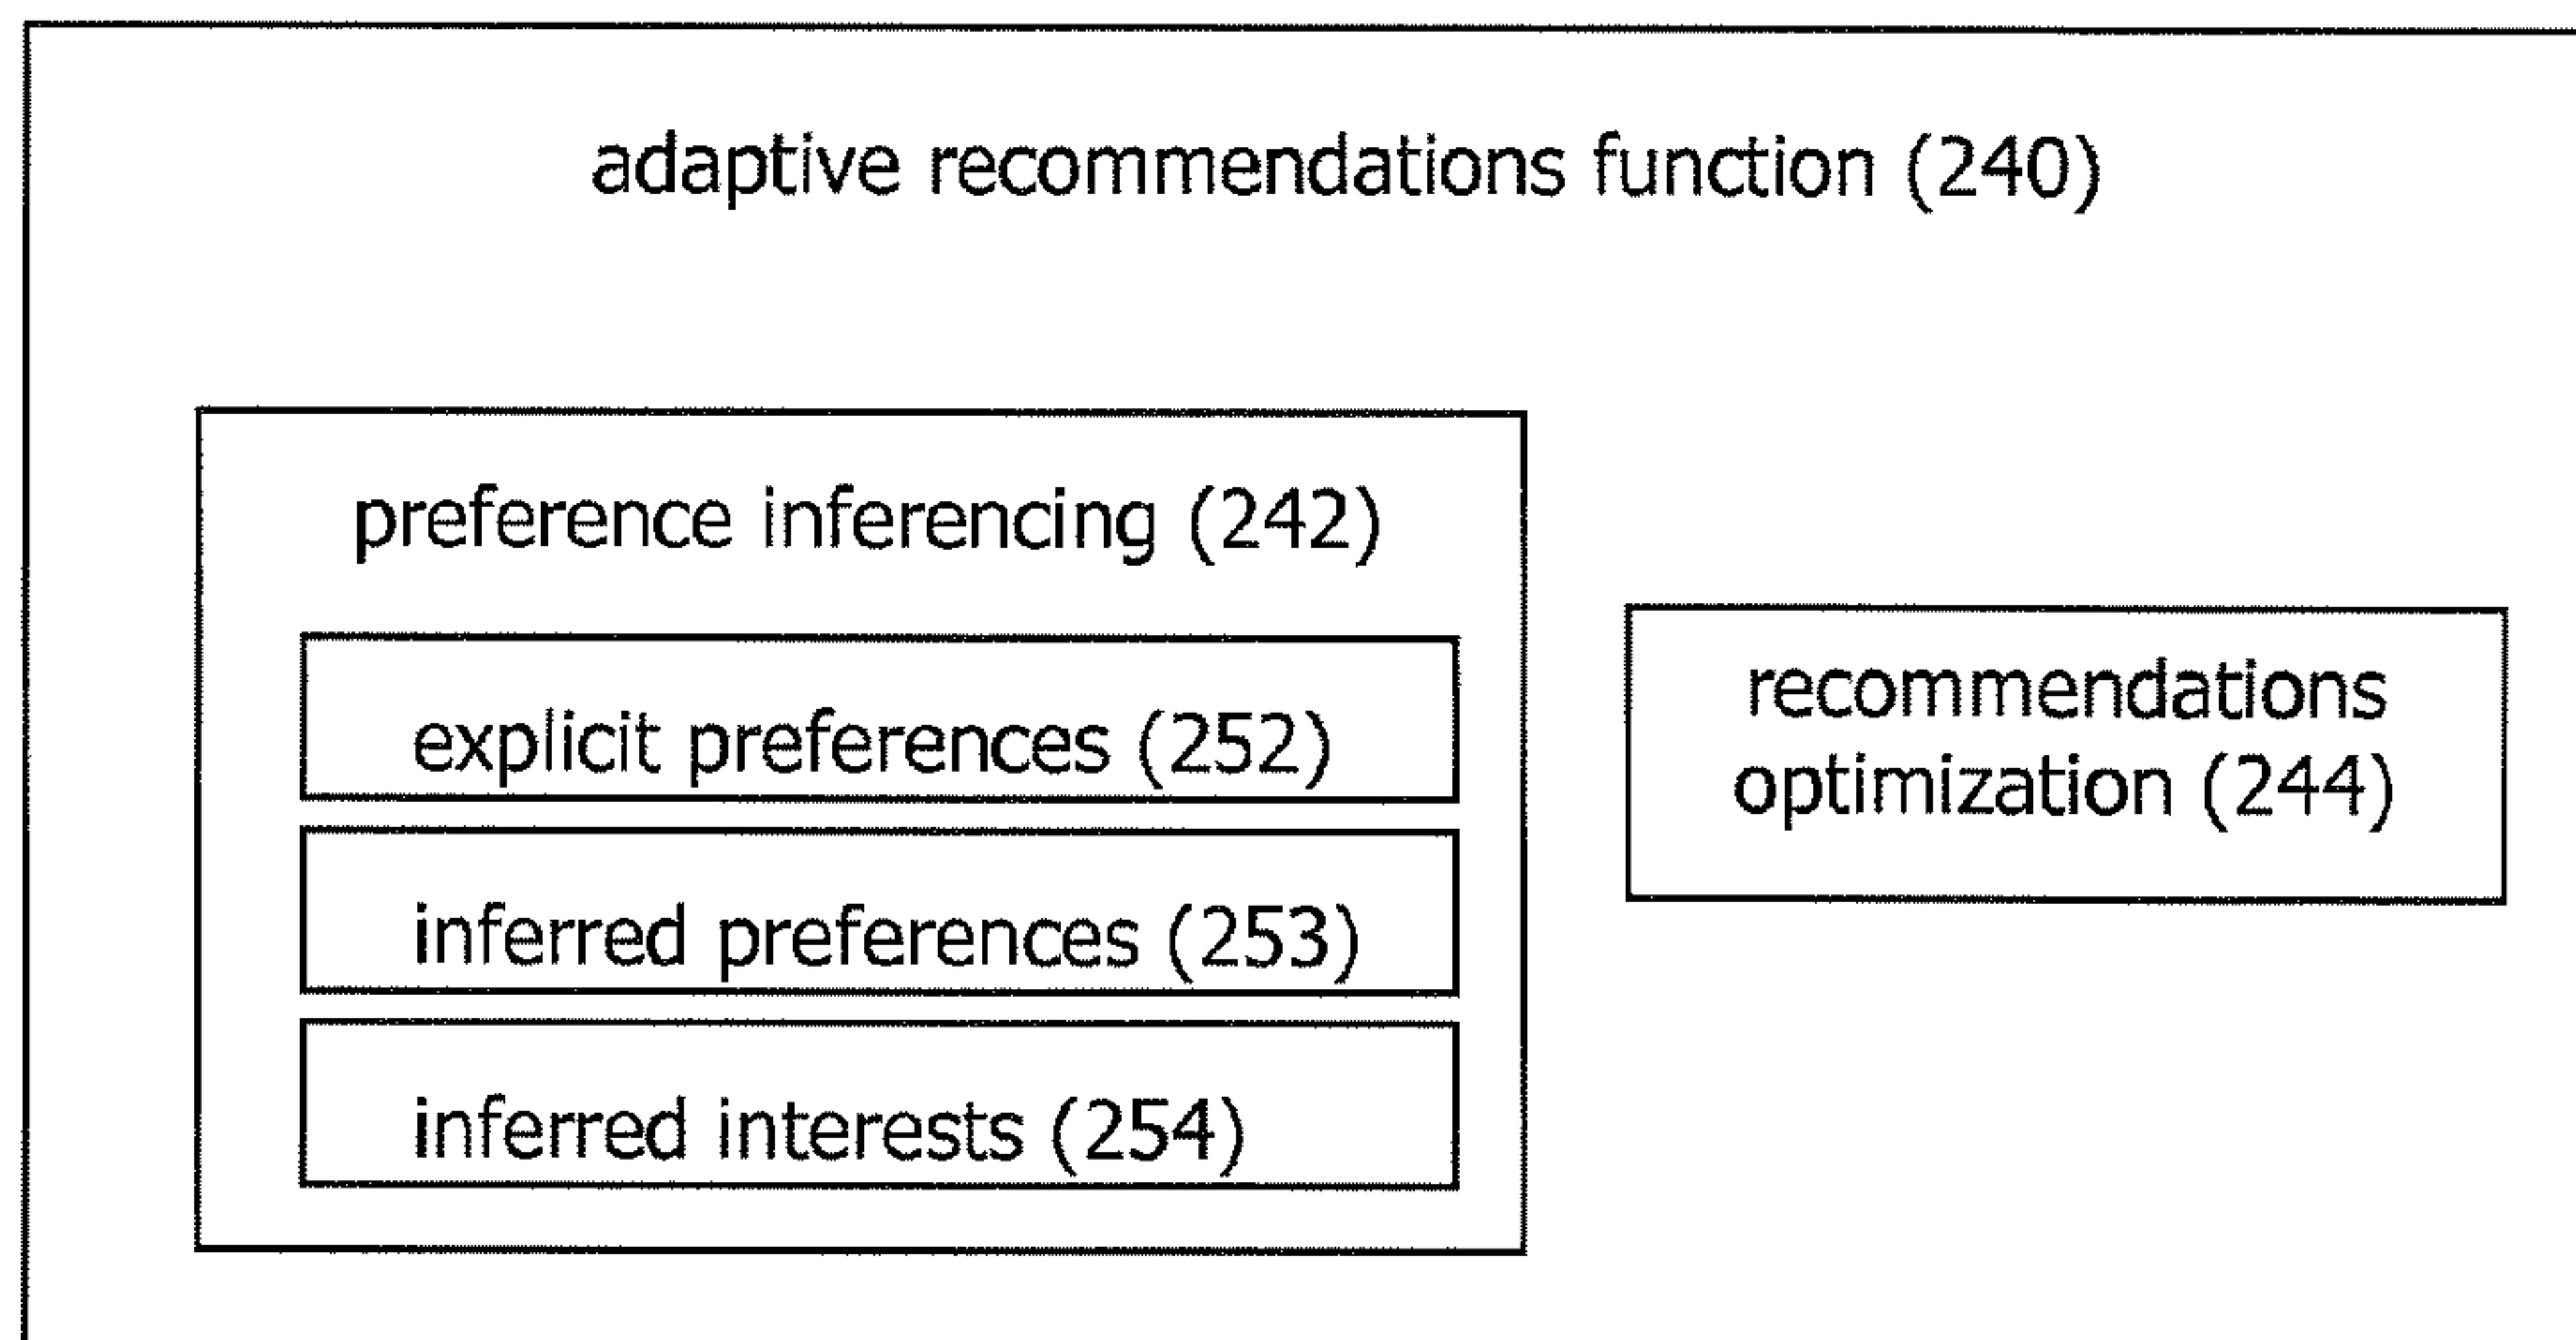 adaptive recommendations function (240)
preference inferencing (242)
explicit preferences (252)
inferred preferences (253)
inferred interests (254)
recommendations
optimization (244)